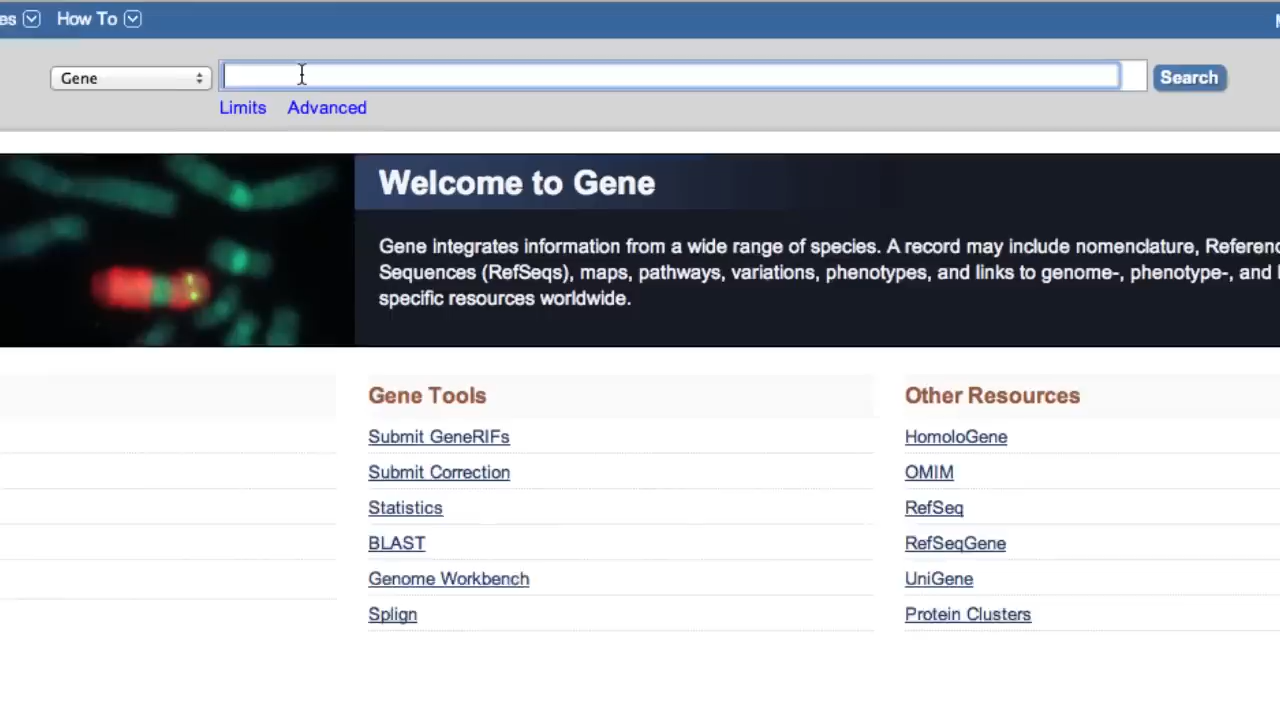 es How To
Gene Search
Limits Advanced
Welcome to Gene
Gene integrates information from a wide range of species. A record may include nomenclature,
Sequences (RefSeqs), maps, pathways, variations, phenotypes, and links to genome-, phenotype-, and
specific resources worldwide.
Gene Tools
Submit GeneRIFs
Submit Correction
Statistics
BLAST
Genome Workbench
Splign
Other Resources
HomoloGene
OMIM
RefSeq
RefSeqGene
UniGene
Protein Clusters